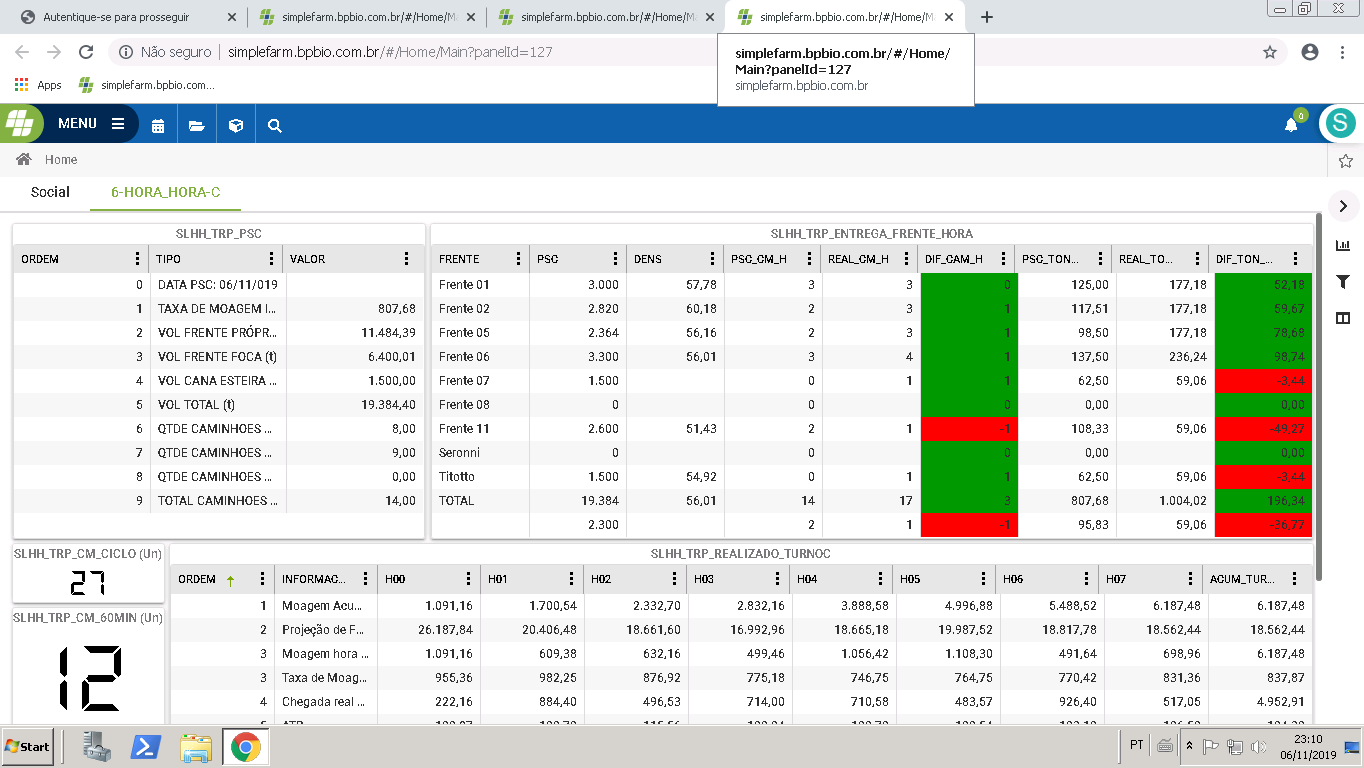 Autentique-se para prosseguir
simplefarm.bpbio.com.br/#/Home/M
simplefarm.bpbio.com.br/#/Home/M
simplefarm.bpbio.com.br/#/Home/M
Não seguro simplefarm.bpbio.com.br/#/Home/Main?panelId=127
simplefarm.bpbio.com.br/#/Home/
Main?panelId=127
simplefarm.bpbio.com.br
Apps simplefarm.bpbio.com...
MENU 0 S
Home
Social 6-HORA_HORA-C
SLHH_TRP_PSC
ORDEM TIPO VALOR
0 DATA PSC: 06/11/019
1 TAXA DE MOAGEM I... 807,68
2 VOL FRENTE PRÓPR... 11.484,39
3 VOL FRENTE FOCA (t) 6.400,01
4 VOL CANA ESTEIRA ... 1.500,00
5 VOL TOTAL (t) 19.384,40
6 QTDE CAMINHOES ... 8,00
7 QTDE CAMINHOES ... 9,00
8 QTDE CAMINHOES ... 0,00
9 TOTAL CAMINHOES ... 14,00
SLHH_TRP_ENTREGA_FRENTE_HORA
FRENTE PSC DENS PSC_CM_H REAL_CM_H DIF_CAM_H PSC_TON... REAL_TO... DIF_TON_...
Frente 01 3.000 57,78 3 3 0 125,00 177,18 52,18
Frente 02 2.820 60,18 2 3 1 117,51 177,18 59,67
Frente 05 2.364 56,16 2 3 1 98,50 177,18 78,68
Frente 06 3.300 56,01 3 4 1 137,50 236,24 98,74
Frente 07 1.500 0 1 1 62,50 59,06 -3,44
Frente 08 0 0 0 0,00 0,00
Frente 11 2.600 51,43 2 1 -1 108,33 59,06 -49,27
Seronni 0 0 0 0,00 0,00
Titotto 1.500 54,92 0 1 1 62,50 59,06 -3,44
TOTAL 19.384 56,01 14 17 3 807,68 1.004,02 196,34
2.300 2 1 -1 95,83 59,06 -36,77
SLHH_TRP_CM_CICLO (Un)
27
SLHH_TRP_CM_60MIN (Un)
12
SLHH_TRP_REALIZADO_TURNOC
ORDEM INFORMAC... H00 H01 H02 H03 H04 H05 H06 H07 ACUM_TUR...
1 Moagem Acu... 1.091,16 1.700,54 2.332,70 2.832,16 3.888,58 4.996,88 5.488,52 6.187,48 6.187,48
2 Projeção de F... 26.187,84 20.406,48 18.661,60 16.992,96 18.665,18 19.987,52 18.817,78 18.562,44 18.562,44
3 Moagem hora ... 1.091,16 609,38 632,16 499,46 1.056,42 1.108,30 491,64 698,96 6.187,48
3 Taxa de Moag... 955,36 982,25 876,92 775,18 746,75 764,75 770,42 831,36 837,87
4 Chegada real ... 222,16 884,40 496,53 714,00 710,58 483,57 926,40 517,05 4.952,91
Start PT 23:10
06/11/2019